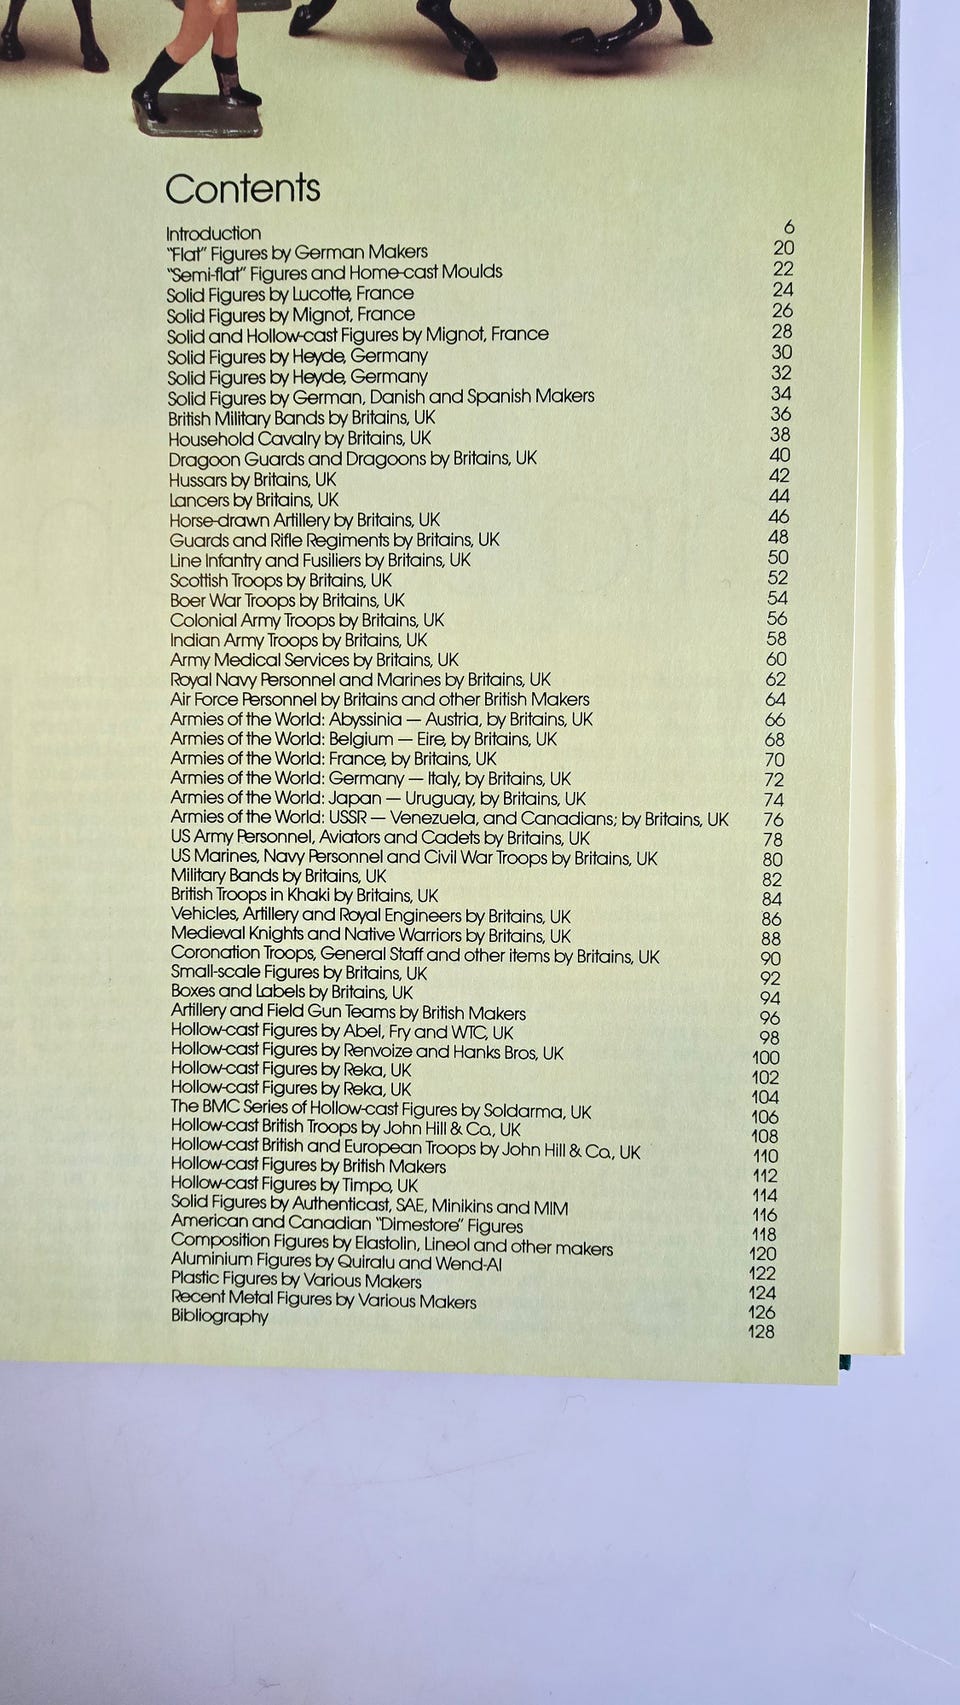 Contents
Introduction 6
"Flat" Figures by German Makers 20
"Semi-flat" Figures and Home-cast Moulds 22
Solid Figures by Lucotte, France 24
Solid Figures by Mignot, France 26
Solid and Hollow-cast Figures by Mignot, France 28
Solid Figures by Heyde, Germany 30
Solid Figures by Heyde, Germany 32
Solid Figures by German, Danish and Spanish Makers 34
British Military Bands by Britains, UK 36
Household Cavalry by Britains, UK 38
Dragoon Guards and Dragoons by Britains, UK 40
Hussars by Britains, UK 42
Lancers by Britains, UK 44
Horse-drawn Artillery by Britains, UK 46
Guards and Rifle Regiments by Britains, UK 48
Line Infantry and Fusiliers by Britains, UK 50
Scottish Troops by Britains, UK 52
Boer War Troops by Britains, UK 54
Colonial Army Troops by Britains, UK 56
Indian Army Troops by Britains, UK 58
Army Medical Services by Britains, UK 60
Royal Navy Personnel and Marines by Britains, UK 62
Air Force Personnel by Britains and other British Makers 64
Armies of the World: Abyssinia — Austria, by Britains, UK 66
Armies of the World: Belgium — Eire, by Britains, UK 68
Armies of the World: France, by Britains, UK 70
Armies of the World: Germany — Italy, by Britains, UK 72
Armies of the World: Japan — Uruguay, by Britains, UK 74
Armies of the World: USSR — Venezuela, and Canadians; by Britains, UK 76
US Army Personnel, Aviators and Cadets by Britains, UK 78
US Marines, Navy Personnel and Civil War Troops by Britains, UK 80
Military Bands by Britains, UK 82
British Troops in Khaki by Britains, UK 84
Vehicles, Artillery and Royal Engineers by Britains, UK 86
Medieval Knights and Native Warriors by Britains, UK 88
Coronation Troops, General Staff and other items by Britains, UK 90
Small-scale Figures by Britains, UK 92
Boxes and Labels by Britains, UK 94
Artillery and Field Gun Teams by British Makers 96
Hollow-cast Figures by Abel, Fry and WTC, UK 98
Hollow-cast Figures by Renvoize and Hanks Bros, UK 100
Hollow-cast Figures by Reka, UK 102
Hollow-cast Figures by Reka, UK 104
The BMC Series of Hollow-cast Figures by Soldarma, UK 106
Hollow-cast British Troops by John Hill & Co., UK 108
Hollow-cast British and European Troops by John Hill & Co., UK 110
Hollow-cast Figures by British Makers 112
Hollow-cast Figures by Timpo, UK 114
Solid Figures by Authenticast, SAE, Minikins and MIM 116
American and Canadian "Dimestore" Figures 118
Composition Figures by Elastolin, Lineol and other makers 120
Aluminium Figures by Quiralu and Wend-Al 122
Plastic Figures by Various Makers 124
Recent Metal Figures by Various Makers 126
Bibliography 128